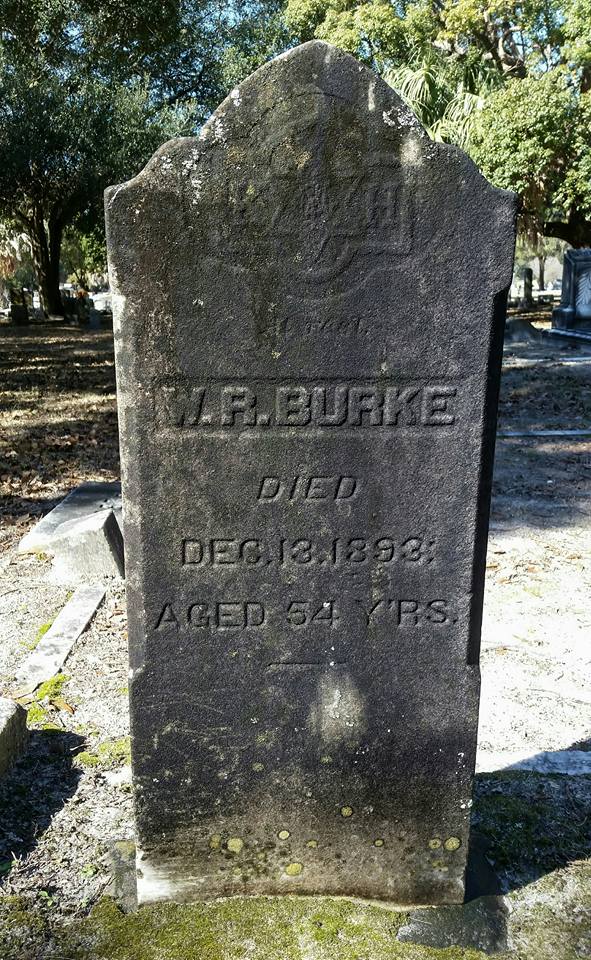 W.R.BURKE
DIED
DEC.13.1893;
AGED 54 Y'RS.